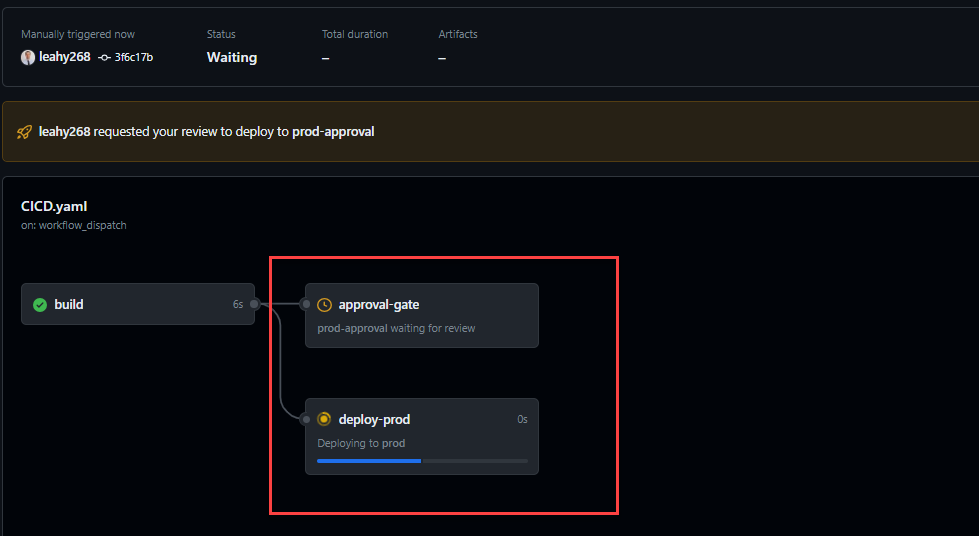 Manually triggered now
Status
Total duration
Artifacts
leahy268 3f6c17b
Waiting
–
–
leahy268 requested your review to deploy to prod-approval
CICD.yaml
on: workflow_dispatch
build 6s
approval-gate
prod-approval waiting for review
deploy-prod 0s
Deploying to prod